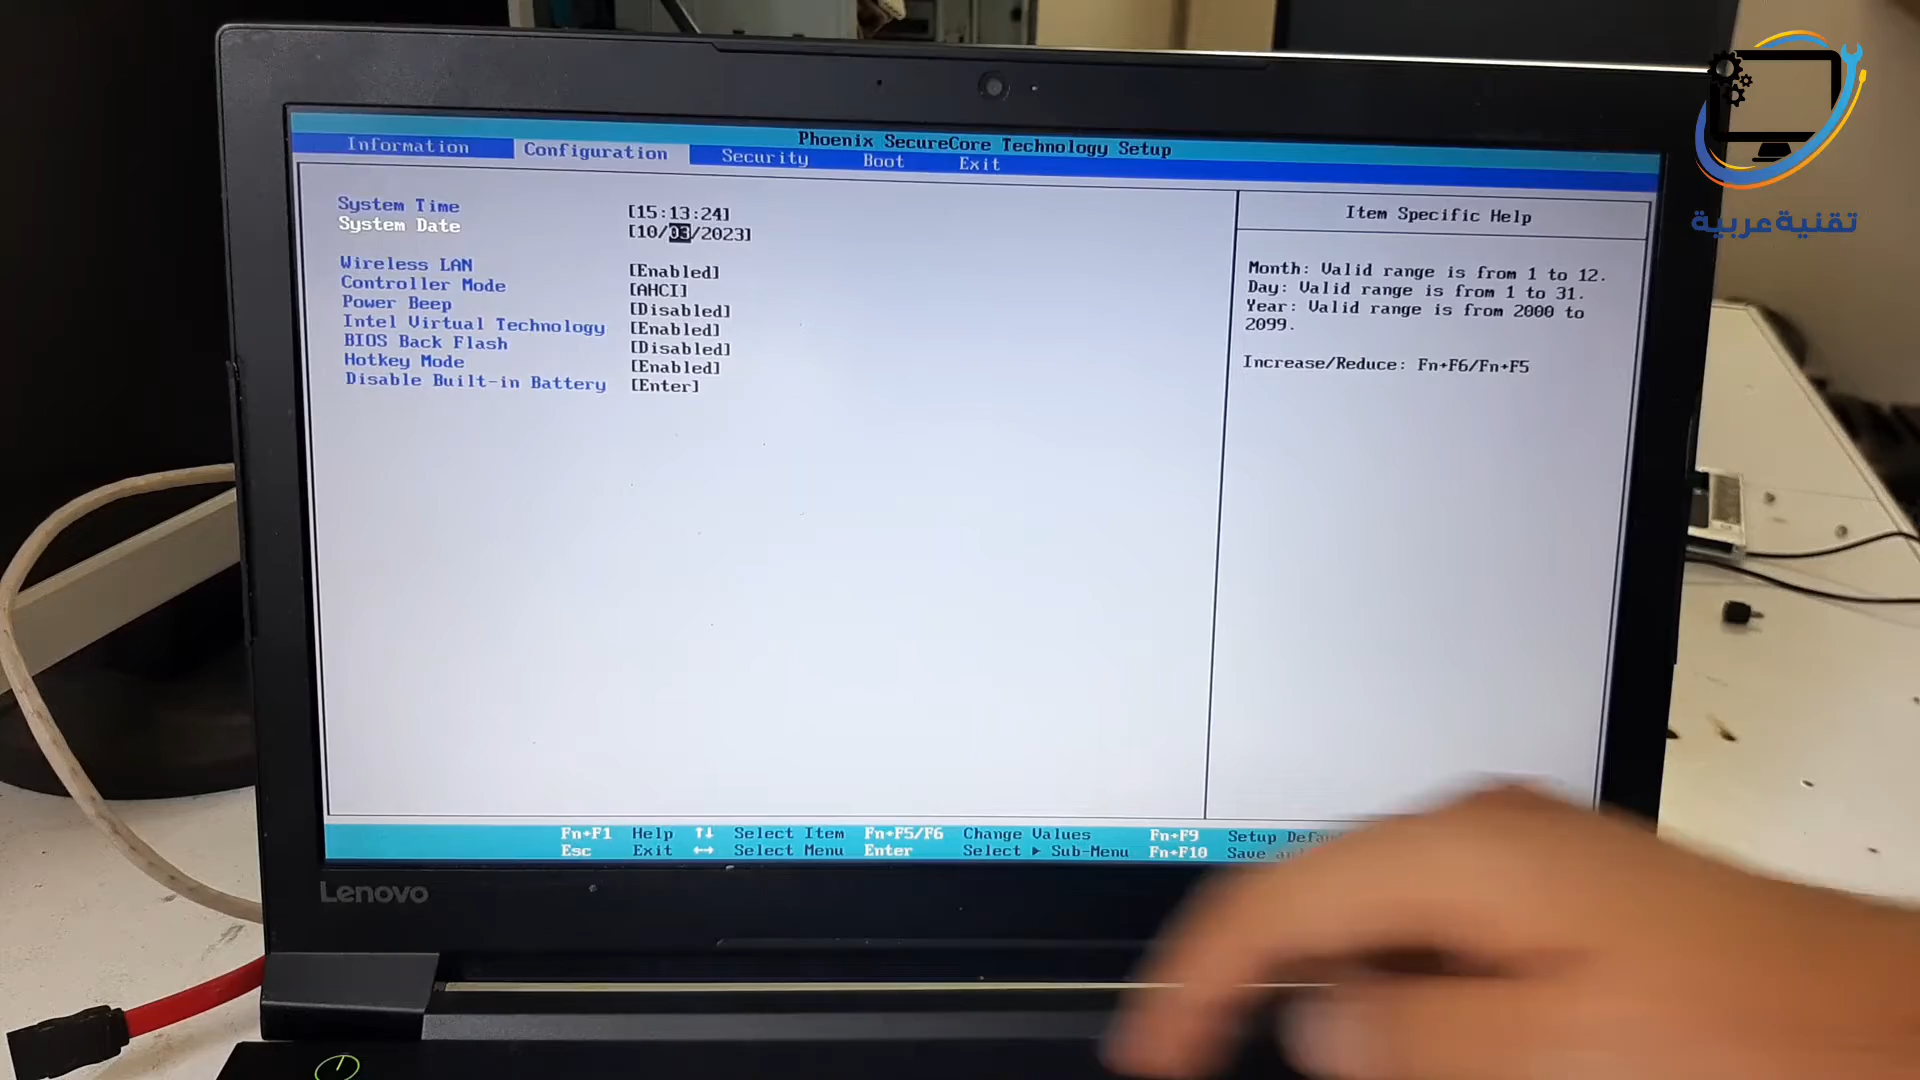 تقنية عربية
Phoenix SecureCore Technology Setup
Information Configuration Security Boot Exit
System Time [15:13:24]
System Date [10/03/2023]
Wireless LAN [Enabled]
Controller Mode [AHCI]
Power Beep [Disabled]
Intel Virtual Technology [Enabled]
BIOS Back Flash [Disabled]
Hotkey Mode [Enabled]
Disable Built-in Battery [Enter]
Item Specific Help
Month: Valid range is from 1 to 12.
Day: Valid range is from 1 to 31.
Year: Valid range is from 2000 to
2099.
Increase/Reduce: Fn+F6/Fn+F5
Fn+F1 Help ↑↓ Select Item Fn+F5/F6 Change Values Fn+F9 Setup
Esc Exit ↔ Select Menu Enter Select ▶ Sub-Menu Fn+F10 Save
Lenovo